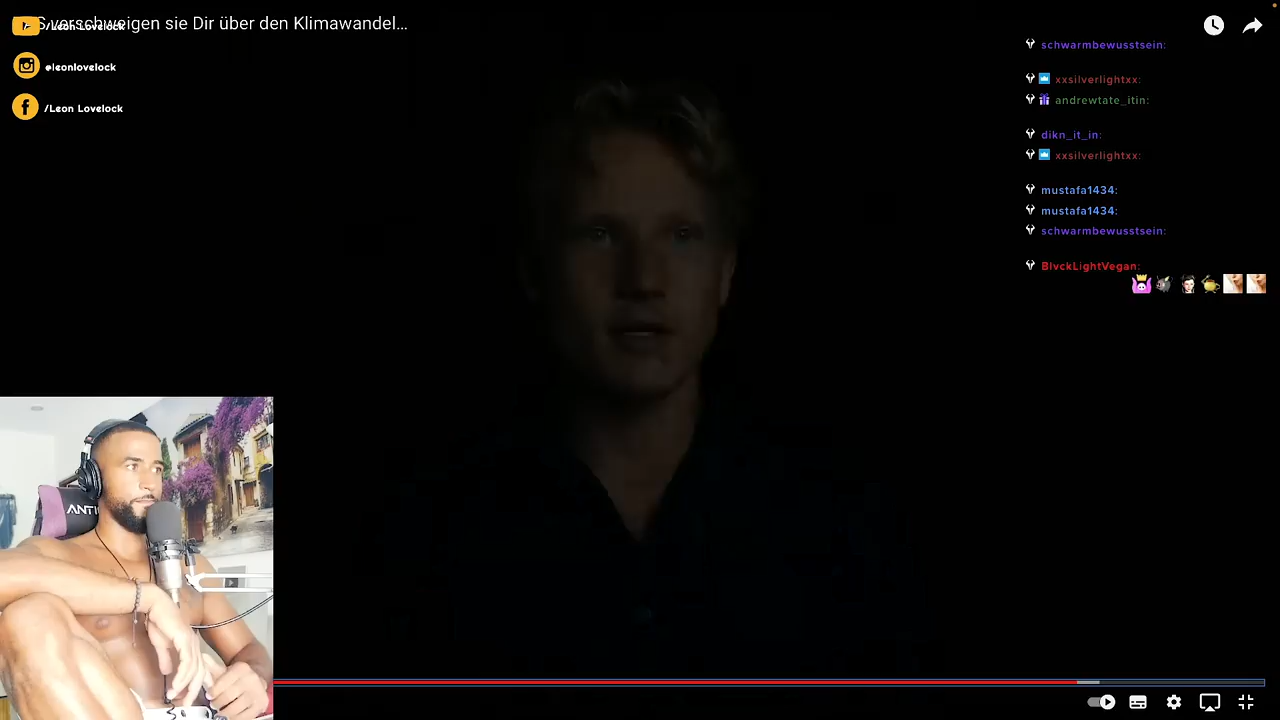 verschweigen sie Dir über den Klimawandel...
/Leon Lovelock
@leonlovelock
/Leon Lovelock
schwarmbewusstsein:
xxsilverlightxx:
andrewtate_itin:
dikn_it_in:
xxsilverlightxx:
mustafa1434:
mustafa1434:
schwarmbewusstsein:
BlvckLightVegan:
ANT